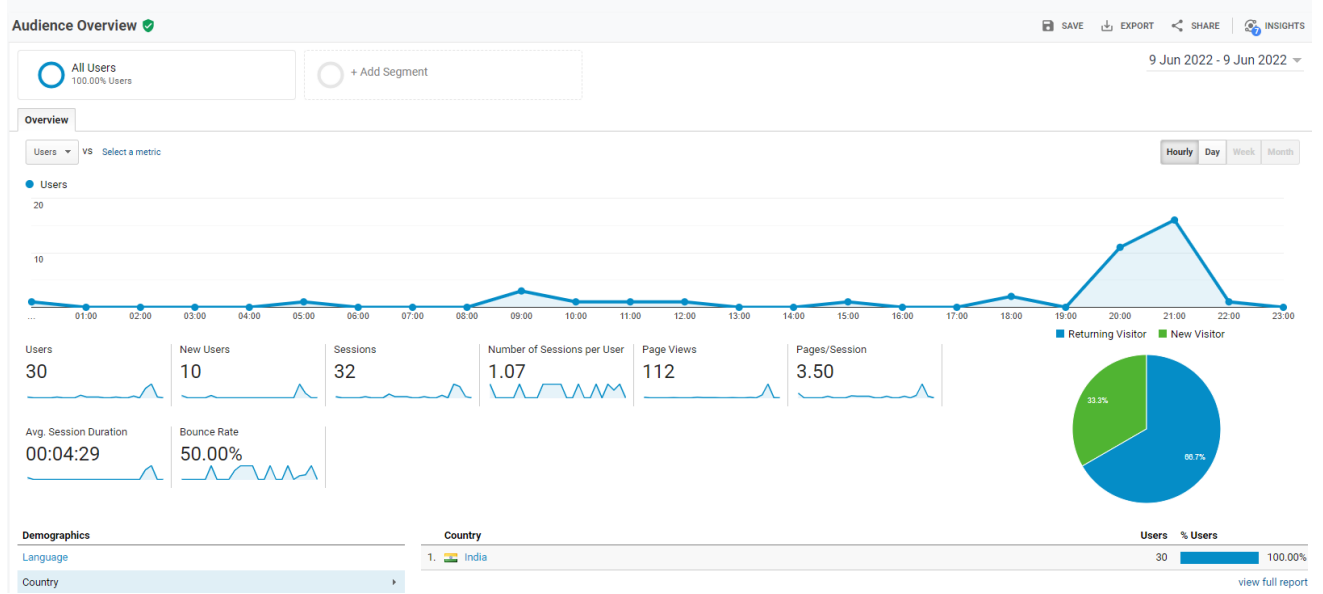 Audience Overview
SAVE EXPORT SHARE 7 INSIGHTS
All Users
100.00% Users
+ Add Segment
9 Jun 2022 - 9 Jun 2022
Overview
Users VS Select a metric
Hourly Day Week Month
Users
20
10
... 01:00 02:00 03:00 04:00 05:00 06:00 07:00 08:00 09:00 10:00 11:00 12:00 13:00 14:00 15:00 16:00 17:00 18:00 19:00 20:00 21:00 22:00 23:00
Returning Visitor New Visitor
Users New Users Sessions Number of Sessions per User Page Views Pages/Session
30 10 32 1.07 112 3.50
33.3%
66.7%
Avg. Session Duration Bounce Rate
00:04:29 50.00%
Demographics Country Users % Users
Language 1. India 30 100.00%
Country view full report